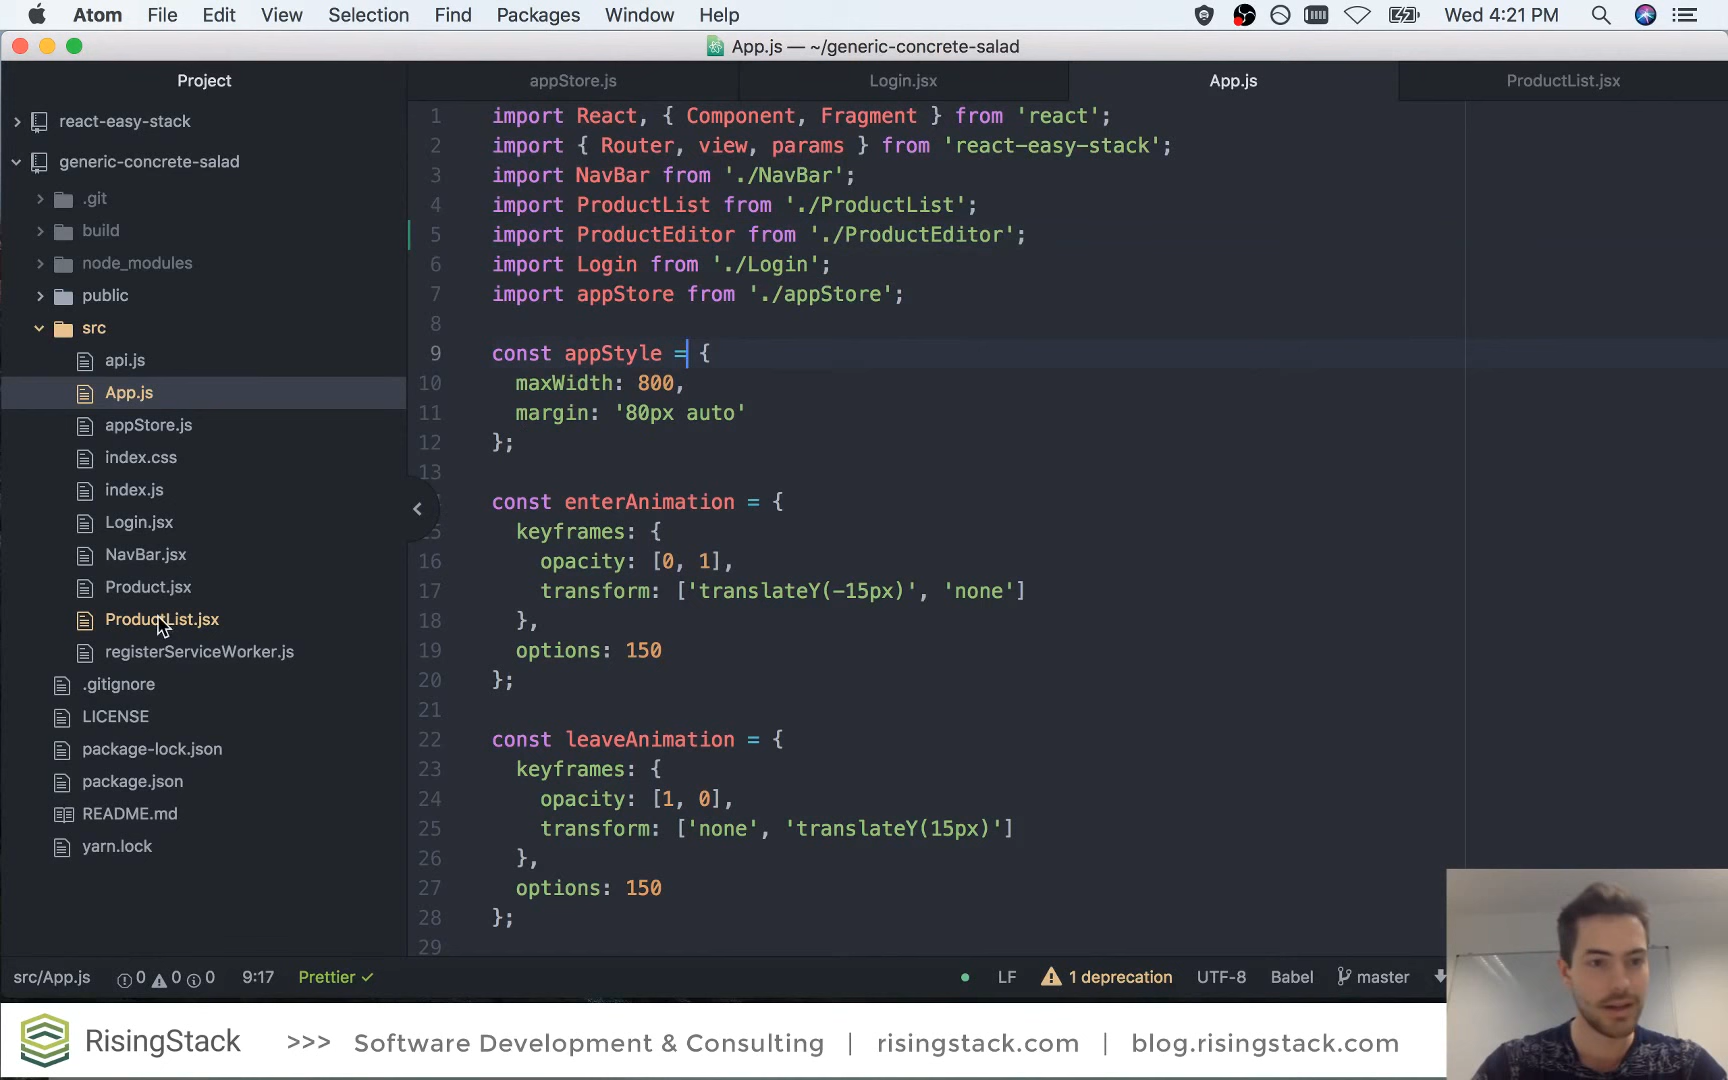 Atom File Edit View Selection Find Packages Window Help Wed 4:21 PM
App.js — ~/generic-concrete-salad
Project
appStore.js Login.jsx App.js ProductList.jsx
react-easy-stack
generic-concrete-salad
.git
build
node_modules
public
src
api.js
App.js
appStore.js
index.css
index.js
Login.jsx
NavBar.jsx
Product.jsx
ProductList.jsx
registerServiceWorker.js
.gitignore
LICENSE
package-lock.json
package.json
README.md
yarn.lock
1 import React, { Component, Fragment } from 'react';
2 import { Router, view, params } from 'react-easy-stack';
3 import NavBar from './NavBar';
4 import ProductList from './ProductList';
5 import ProductEditor from './ProductEditor';
6 import Login from './Login';
7 import appStore from './appStore';
8
9 const appStyle = {
10 maxWidth: 800,
11 margin: '80px auto'
12 };
13
const enterAnimation = {
15 keyframes: {
16 opacity: [0, 1],
17 transform: ['translateY(-15px)', 'none']
18 },
19 options: 150
20 };
21
22 const leaveAnimation = {
23 keyframes: {
24 opacity: [1, 0],
25 transform: ['none', 'translateY(15px)']
26 },
27 options: 150
28 };
29
src/App.js 0 0 0 9:17 Prettier ✓ LF 1 deprecation UTF-8 Babel master
RisingStack >>> Software Development & Consulting | risingstack.com | blog.risingstack.com